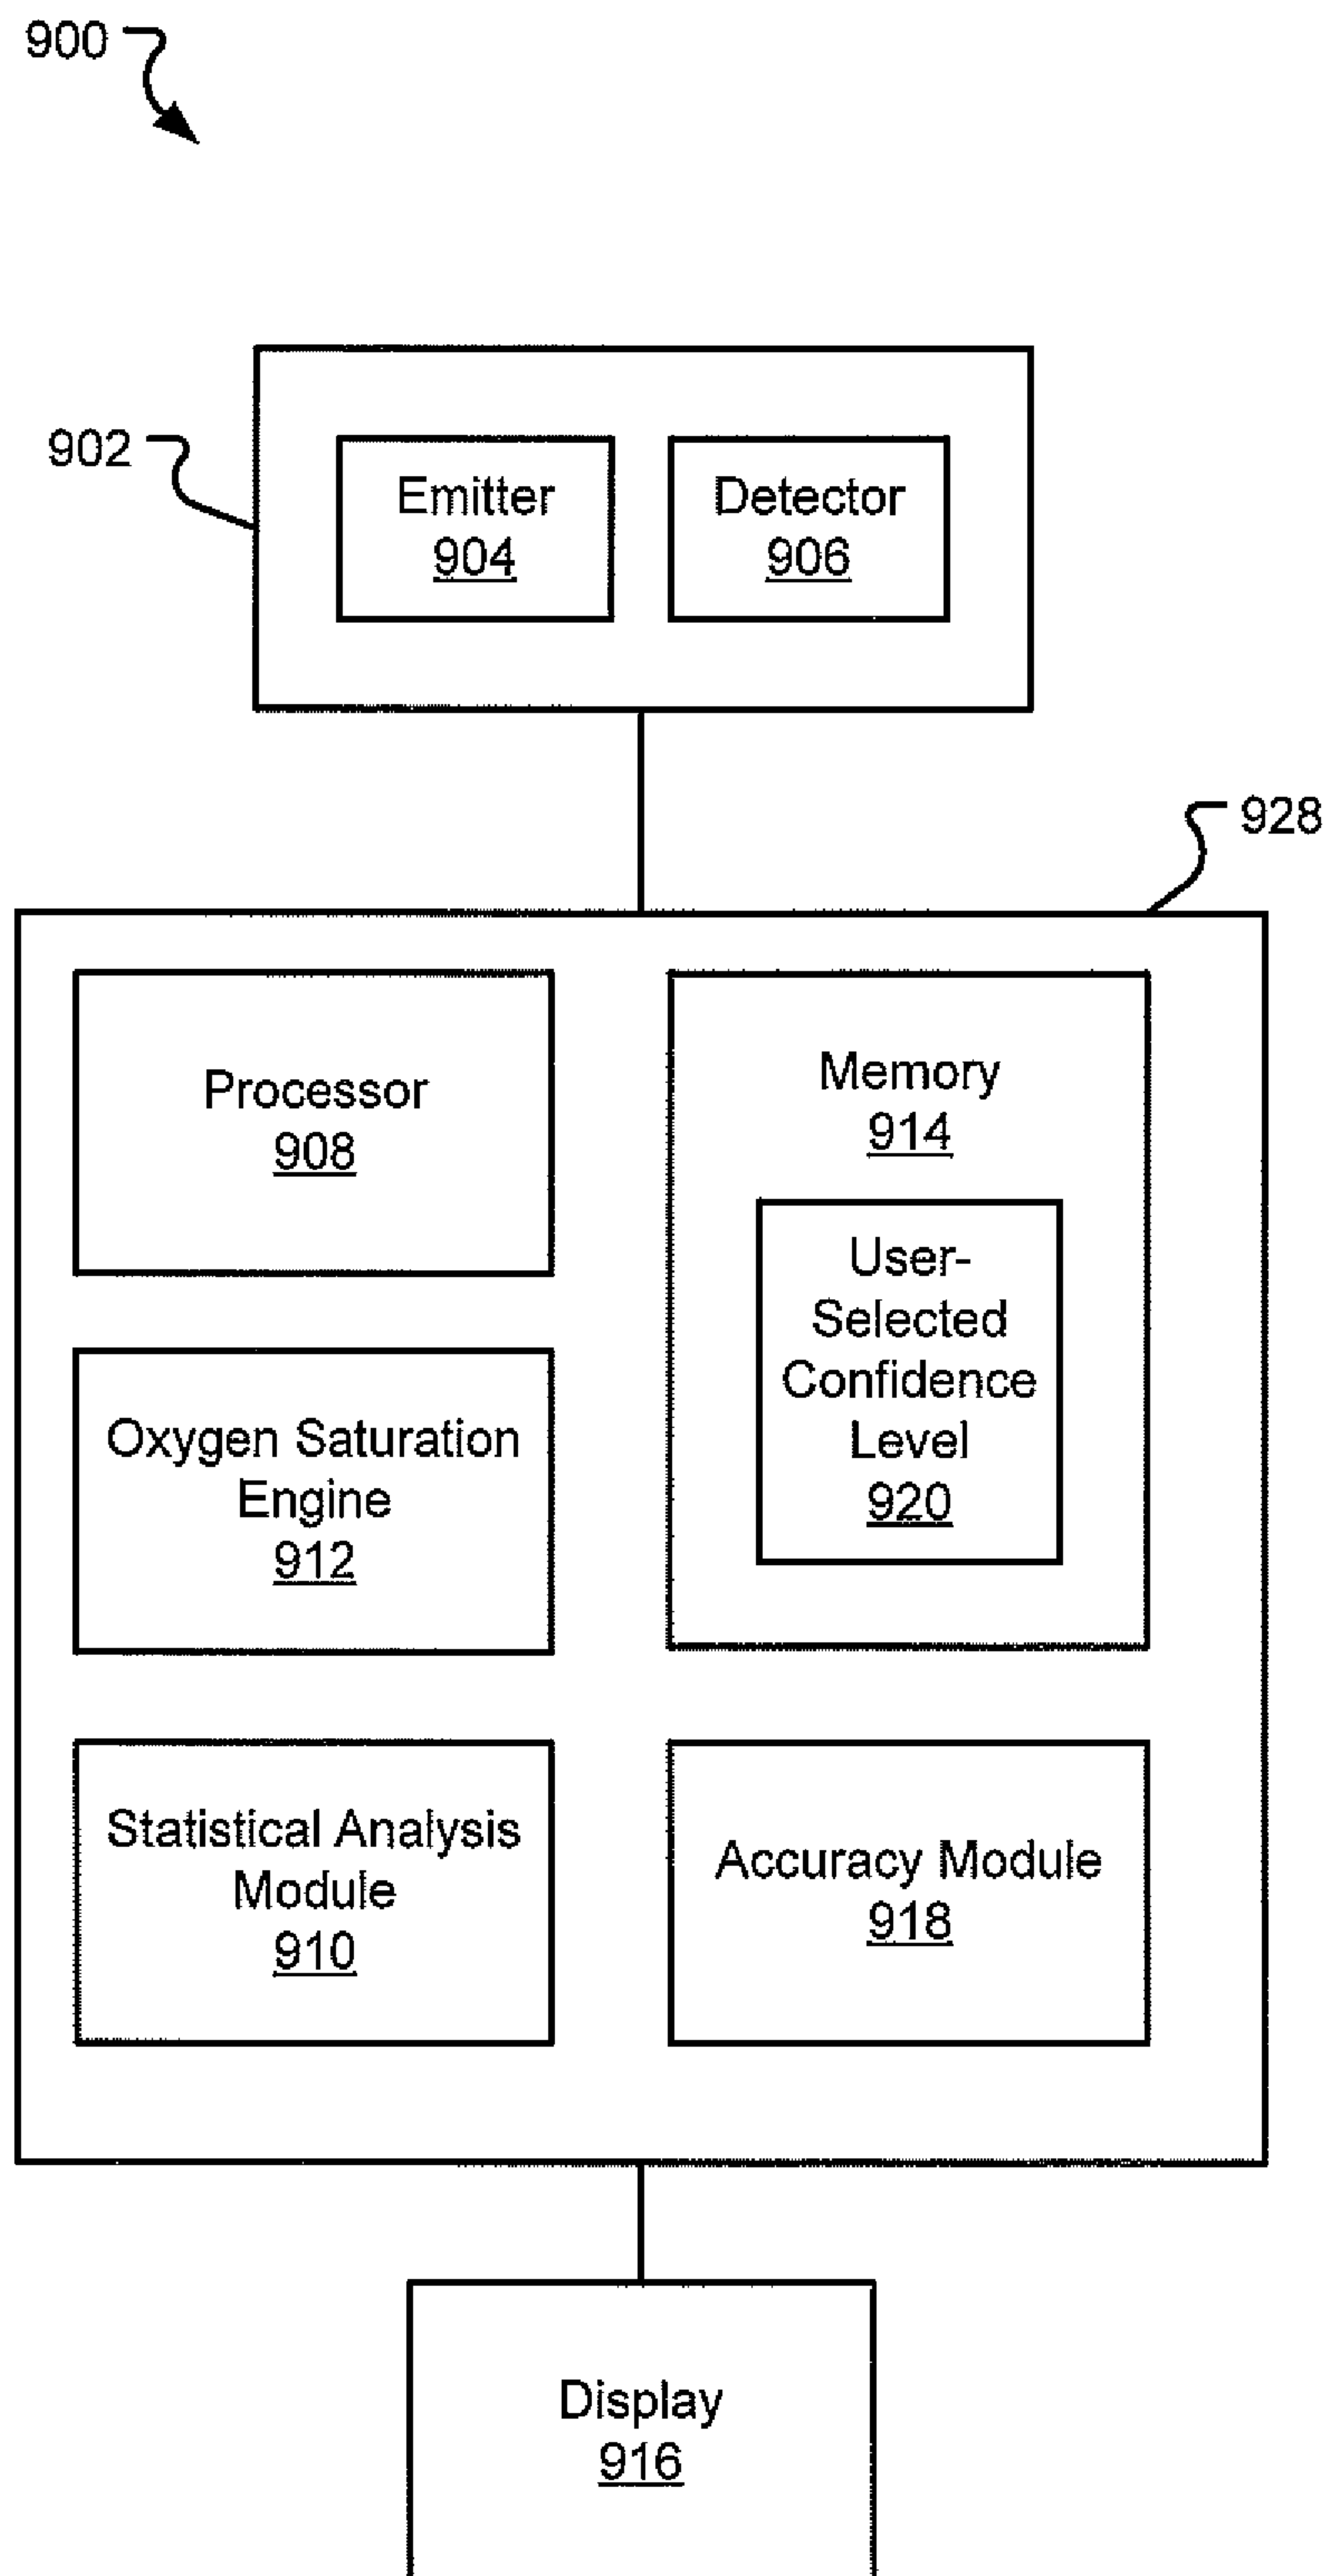 900
902
Emitter
904
Detector
906
928
Processor
908
Memory
914
User-
Selected
Confidence
Level
920
Oxygen Saturation
Engine
912
Statistical Analysis
Module
910
Accuracy Module
918
Display
916